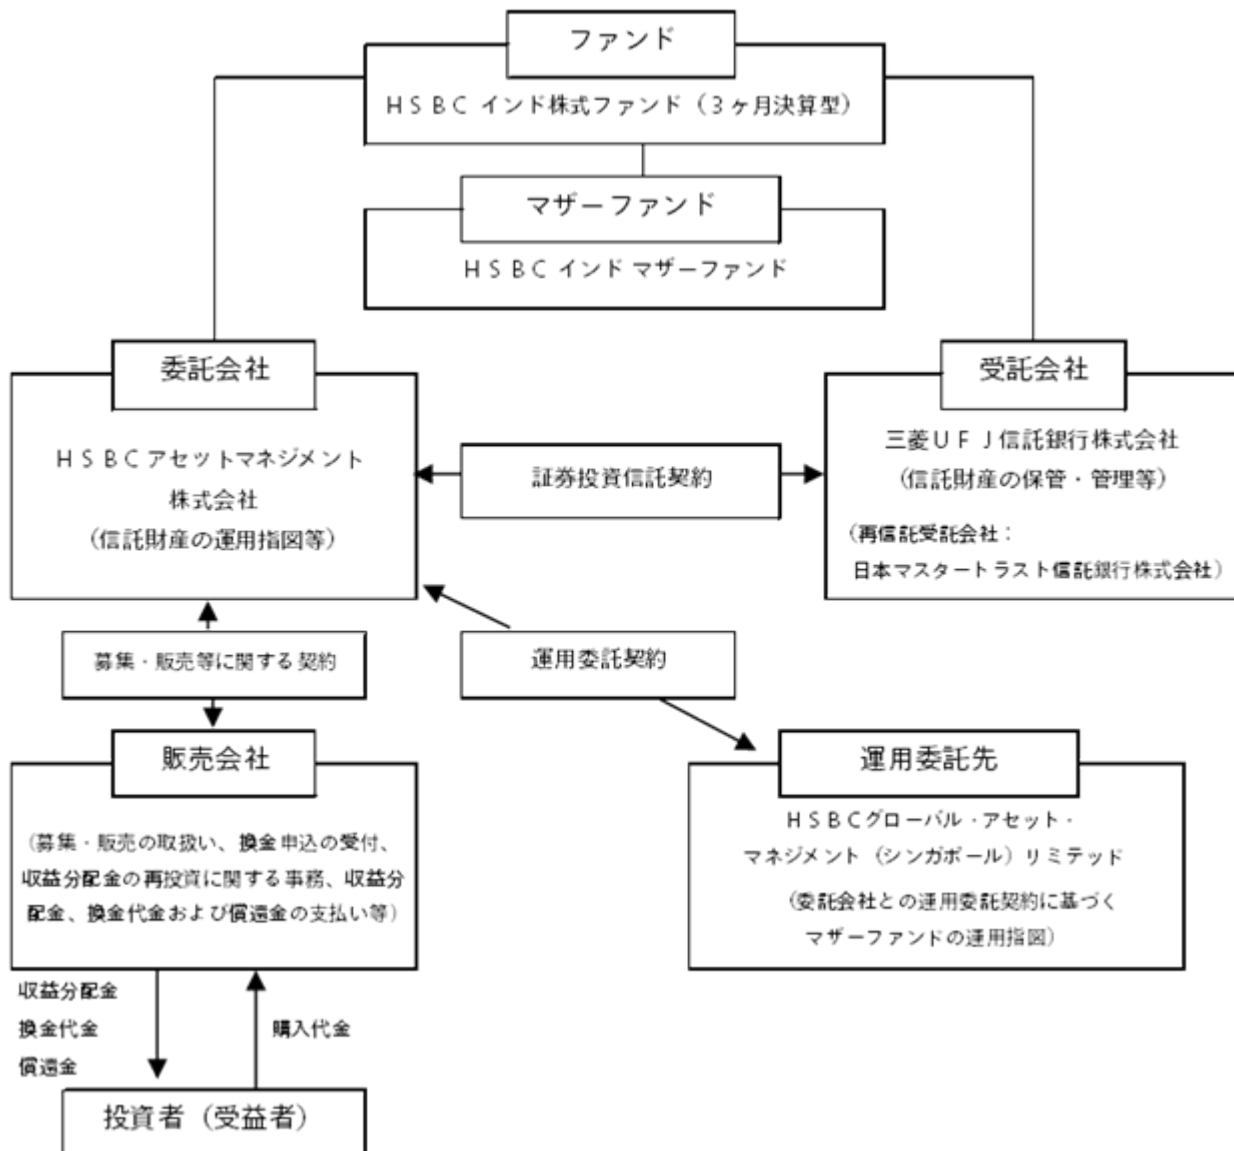 ファンド
HSBC インド株式ファンド（3ヶ月決算型）
マザーファンド
HSBC インド マザーファンド
委託会社
HSBCアセットマネジメント
株式会社
（信託財産の運用指図等）
証券投資信託契約
受託会社
三菱UFJ信託銀行株式会社
（信託財産の保管・管理等）
（再信託受託会社：
日本マスタートラスト信託銀行株式会社）
募集・販売等に関する契約
運用委託契約
販売会社
（募集・販売の取扱い、換金申込の受付、
収益分配金の再投資に関する事務、収益分
配金、換金代金および償還金の支払い等）
運用委託先
HSBCグローバル・アセット・
マネジメント（シンガポール）リミテッド
（委託会社との運用委託契約に基づく
マザーファンドの運用指図）
収益分配金
換金代金
償還金
購入代金
投資者（受益者）